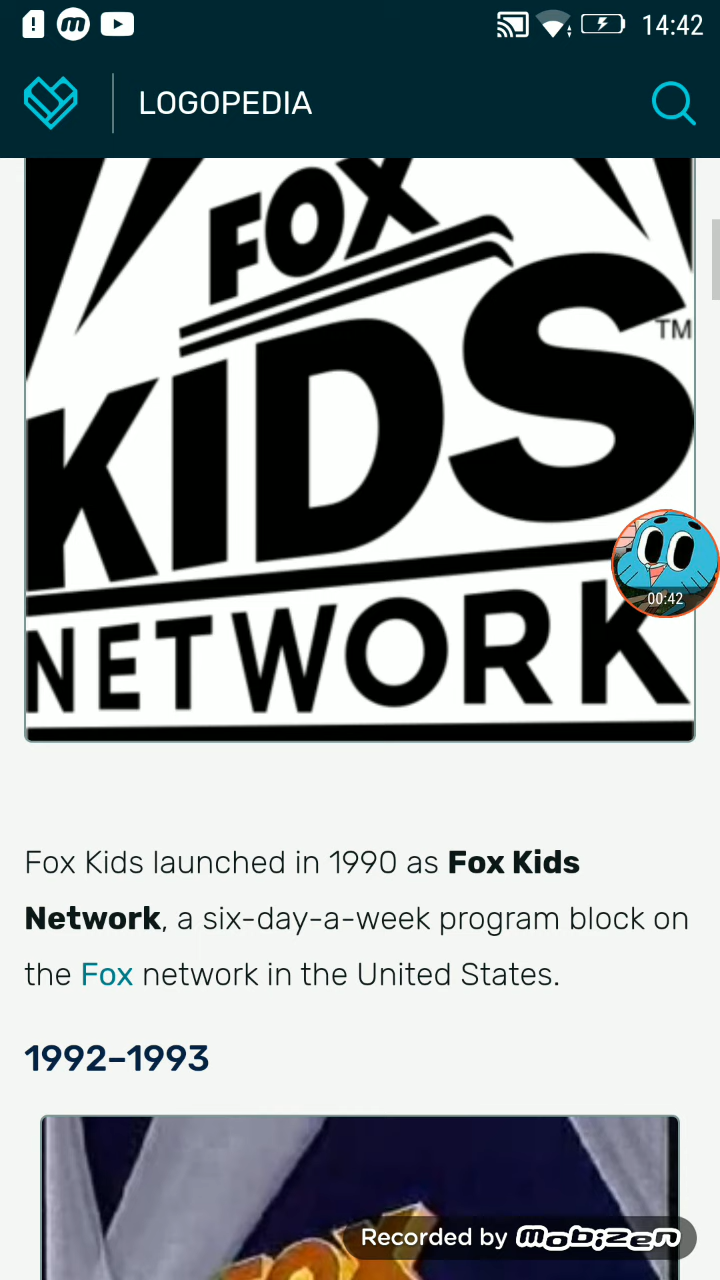 14:42
LOGOPEDIA
FOX
KIDS
TM
NETWORK
00:42
Fox Kids launched in 1990 as Fox Kids
Network, a six-day-a-week program block on
the Fox network in the United States.
1992–1993
FOX
Recorded by mobizen